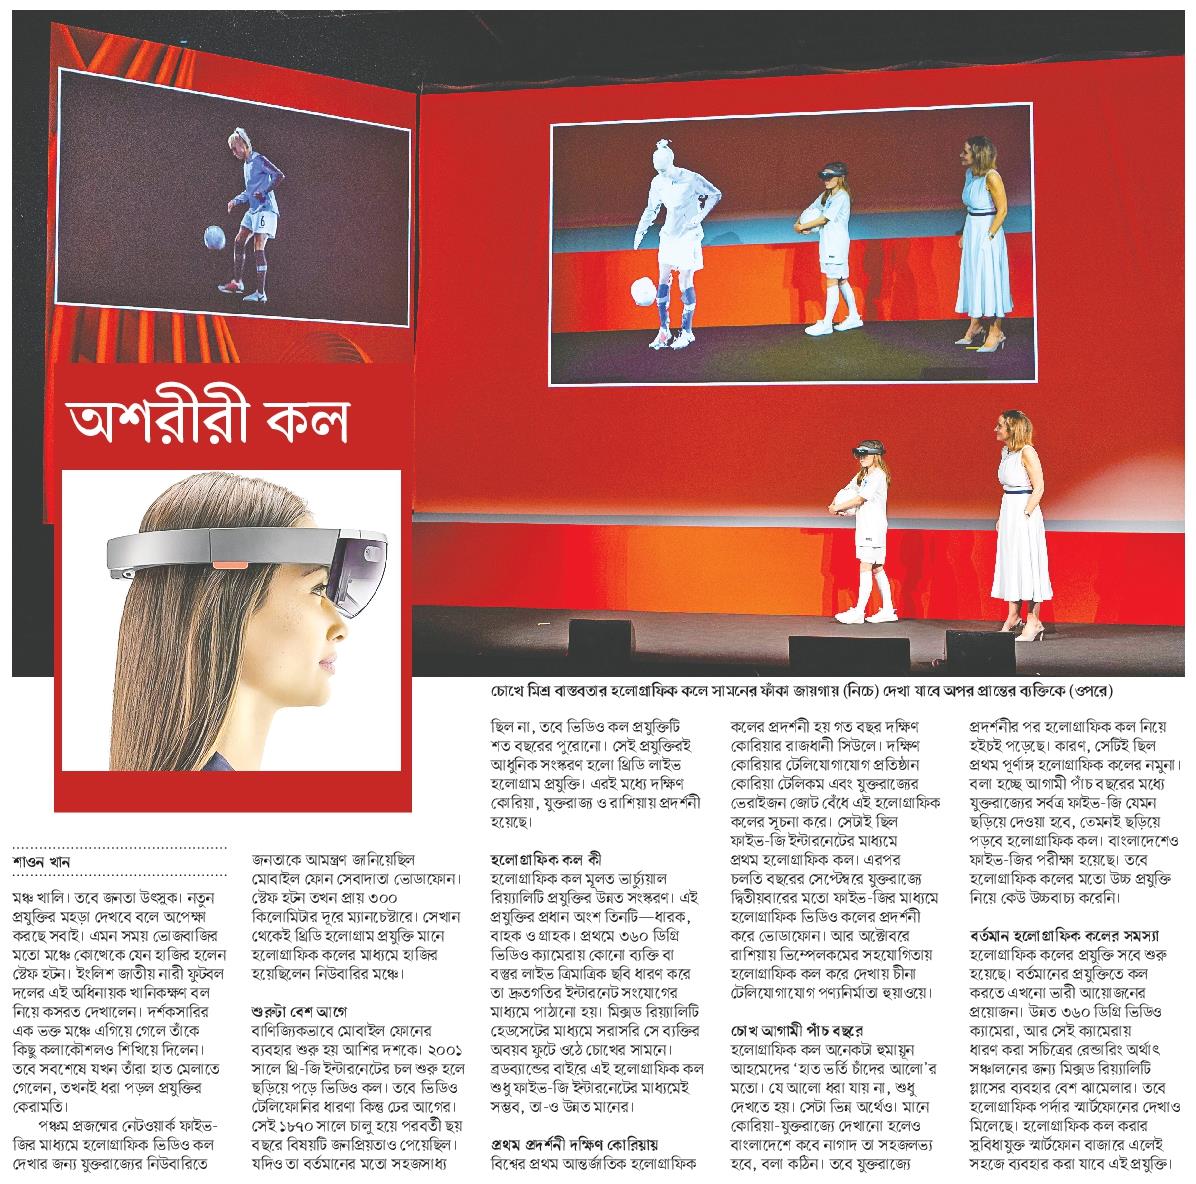 অশরীরী কল
চোখে মিশ্র বাস্তবতার হলোগ্রাফিক কলে সামনের ফাঁকা জায়গায় (নিচে) দেখা যাবে অপর প্রান্তের ব্যক্তিকে (ওপরে)
শাওন খান
মঞ্চ খালি। তবে জনতা উৎসুক। নতুন
প্রযুক্তির মহড়া দেখবে বলে অপেক্ষা
করছে সবাই। এমন সময় ভোজবাজির
মতো মঞ্চে কোত্থেকে যেন হাজির হলেন
স্টেফ হটন। ইংলিশ জাতীয় নারী ফুটবল
দলের এই অধিনায়ক খানিকক্ষণ বল
নিয়ে কসরত দেখালেন। দর্শকসারির
এক ভক্ত মঞ্চে এগিয়ে গেলে তাঁকে
কিছু কলাকৌশলও শিখিয়ে দিলেন।
তবে সবশেষে যখন তাঁরা হাত মেলাতে
গেলেন, তখনই ধরা পড়ল প্রযুক্তির
কেরামতি।
পঞ্চম প্রজন্মের নেটওয়ার্ক ফাইভ-
জির মাধ্যমে হলোগ্রাফিক ভিডিও কল
দেখার জন্য যুক্তরাজ্যের নিউবারিতে
জনতাকে আমন্ত্রণ জানিয়েছিল
মোবাইল ফোন সেবাদাতা ভোডাফোন।
স্টেফ হটন তখন প্রায় ৩০০
কিলোমিটার দূরে ম্যানচেস্টারে। সেখান
থেকেই থ্রিডি হলোগ্রাম প্রযুক্তি মানে
হলোগ্রাফিক কলের মাধ্যমে হাজির
হয়েছিলেন নিউবারির মঞ্চে।
শুরুটা বেশ আগে
বাণিজ্যিকভাবে মোবাইল ফোনের
ব্যবহার শুরু হয় আশির দশকে। ২০০১
সালে থ্রি-জি ইন্টারনেটের চল শুরু হলে
ছড়িয়ে পড়ে ভিডিও কল। তবে ভিডিও
টেলিফোনির ধারণা কিন্তু ঢের আগের।
সেই ১৮৭০ সালে চালু হয়ে পরবর্তী ছয়
বছরে বিষয়টি জনপ্রিয়তাও পেয়েছিল।
যদিও তা বর্তমানের মতো সহজসাধ্য
ছিল না, তবে ভিডিও কল প্রযুক্তিটি
শত বছরের পুরোনো। সেই প্রযুক্তিরই
আধুনিক সংস্করণ হলো থ্রিডি লাইভ
হলোগ্রাম প্রযুক্তি। এরই মধ্যে দক্ষিণ
কোরিয়া, যুক্তরাজ্য ও রাশিয়ায় প্রদর্শনী
হয়েছে।
হলোগ্রাফিক কল কী
হলোগ্রাফিক কল মূলত ভার্চ্যুয়াল
রিয়্যালিটি প্রযুক্তির উন্নত সংস্করণ। এই
প্রযুক্তির প্রধান অংশ তিনটি—ধারক,
বাহক ও গ্রাহক। প্রথমে ৩৬০ ডিগ্রি
ভিডিও ক্যামেরায় কোনো ব্যক্তি বা
বস্তুর লাইভ ত্রিমাত্রিক ছবি ধারণ করে
তা দ্রুতগতির ইন্টারনেট সংযোগের
মাধ্যমে পাঠানো হয়। মিক্সড রিয়্যালিটি
হেডসেটের মাধ্যমে সরাসরি সে ব্যক্তির
অবয়ব ফুটে ওঠে চোখের সামনে।
ব্রডব্যান্ডের বাইরে এই হলোগ্রাফিক কল
শুধু ফাইভ-জি ইন্টারনেটের মাধ্যমেই
সম্ভব, তা-ও উন্নত মানের।
প্রথম প্রদর্শনী দক্ষিণ কোরিয়ায়
বিশ্বের প্রথম আন্তর্জাতিক হলোগ্রাফিক
কলের প্রদর্শনী হয় গত বছর দক্ষিণ
কোরিয়ার রাজধানী সিউলে। দক্ষিণ
কোরিয়ার টেলিযোগাযোগ প্রতিষ্ঠান
কোরিয়া টেলিকম এবং যুক্তরাজ্যের
ভেরাইজন জোট বেঁধে এই হলোগ্রাফিক
কলের সূচনা করে। সেটাই ছিল
ফাইভ-জি ইন্টারনেটের মাধ্যমে
প্রথম হলোগ্রাফিক কল। এরপর
চলতি বছরের সেপ্টেম্বরে যুক্তরাজ্যে
দ্বিতীয়বারের মতো ফাইভ-জির মাধ্যমে
হলোগ্রাফিক ভিডিও কলের প্রদর্শনী
করে ভোডাফোন। আর অক্টোবরে
রাশিয়ায় ভিম্পেলকমের সহযোগিতায়
হলোগ্রাফিক কল করে দেখায় চীনা
টেলিযোগাযোগ পণ্যনির্মাতা হুয়াওয়ে।
চোখ আগামী পাঁচ বছরে
হলোগ্রাফিক কল অনেকটা হুমায়ূন
আহমেদের ‘হাত ভর্তি চাঁদের আলো’র
মতো। যে আলো ধরা যায় না, শুধু
দেখতে হয়। সেটা ভিন্ন অর্থেও। মানে
কোরিয়া-যুক্তরাজ্যে দেখানো হলেও
বাংলাদেশে কবে নাগাদ তা সহজলভ্য
হবে, বলা কঠিন। তবে যুক্তরাজ্যে
প্রদর্শনীর পর হলোগ্রাফিক কল নিয়ে
হইচই পড়েছে। কারণ, সেটিই ছিল
প্রথম পূর্ণাঙ্গ হলোগ্রাফিক কলের নমুনা।
বলা হচ্ছে আগামী পাঁচ বছরের মধ্যে
যুক্তরাজ্যের সর্বত্র ফাইভ-জি যেমন
ছড়িয়ে দেওয়া হবে, তেমনই ছড়িয়ে
পড়বে হলোগ্রাফিক কল। বাংলাদেশেও
ফাইভ-জির পরীক্ষা হয়েছে। তবে
হলোগ্রাফিক কলের মতো উচ্চ প্রযুক্তি
নিয়ে কেউ উচ্চবাচ্য করেনি।
বর্তমান হলোগ্রাফিক কলের সমস্যা
হলোগ্রাফিক কলের প্রযুক্তি সবে শুরু
হয়েছে। বর্তমানের প্রযুক্তিতে কল
করতে এখনো ভারী আয়োজনের
প্রয়োজন। উন্নত ৩৬০ ডিগ্রি ভিডিও
ক্যামেরা, আর সেই ক্যামেরায়
ধারণ করা সচিত্রের রেন্ডারিং অর্থাৎ
সঞ্চালনের জন্য মিক্সড রিয়্যালিটি
গ্লাসের ব্যবহার বেশ ঝামেলার। তবে
হলোগ্রাফিক পর্দার স্মার্টফোনের দেখাও
মিলেছে। হলোগ্রাফিক কল করার
সুবিধাযুক্ত স্মার্টফোন বাজারে এলেই
সহজে ব্যবহার করা যাবে এই প্রযুক্তি।
6